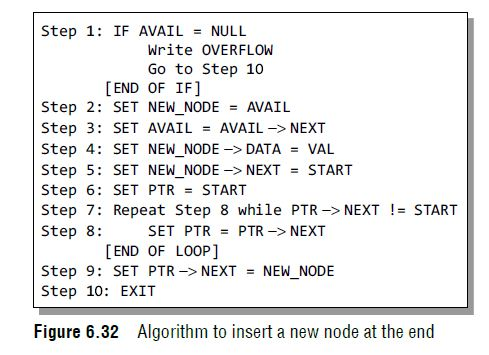 Step 1: IF AVAIL = NULL
Write OVERFLOW
Go to Step 10
[END OF IF]
Step 2: SET NEW_NODE = AVAIL
Step 3: SET AVAIL = AVAIL -> NEXT
Step 4: SET NEW_NODE -> DATA = VAL
Step 5: SET NEW_NODE -> NEXT = START
Step 6: SET PTR = START
Step 7: Repeat Step 8 while PTR -> NEXT != START
Step 8: SET PTR = PTR -> NEXT
[END OF LOOP]
Step 9: SET PTR -> NEXT = NEW_NODE
Step 10: EXIT
Figure 6.32 Algorithm to insert a new node at the end